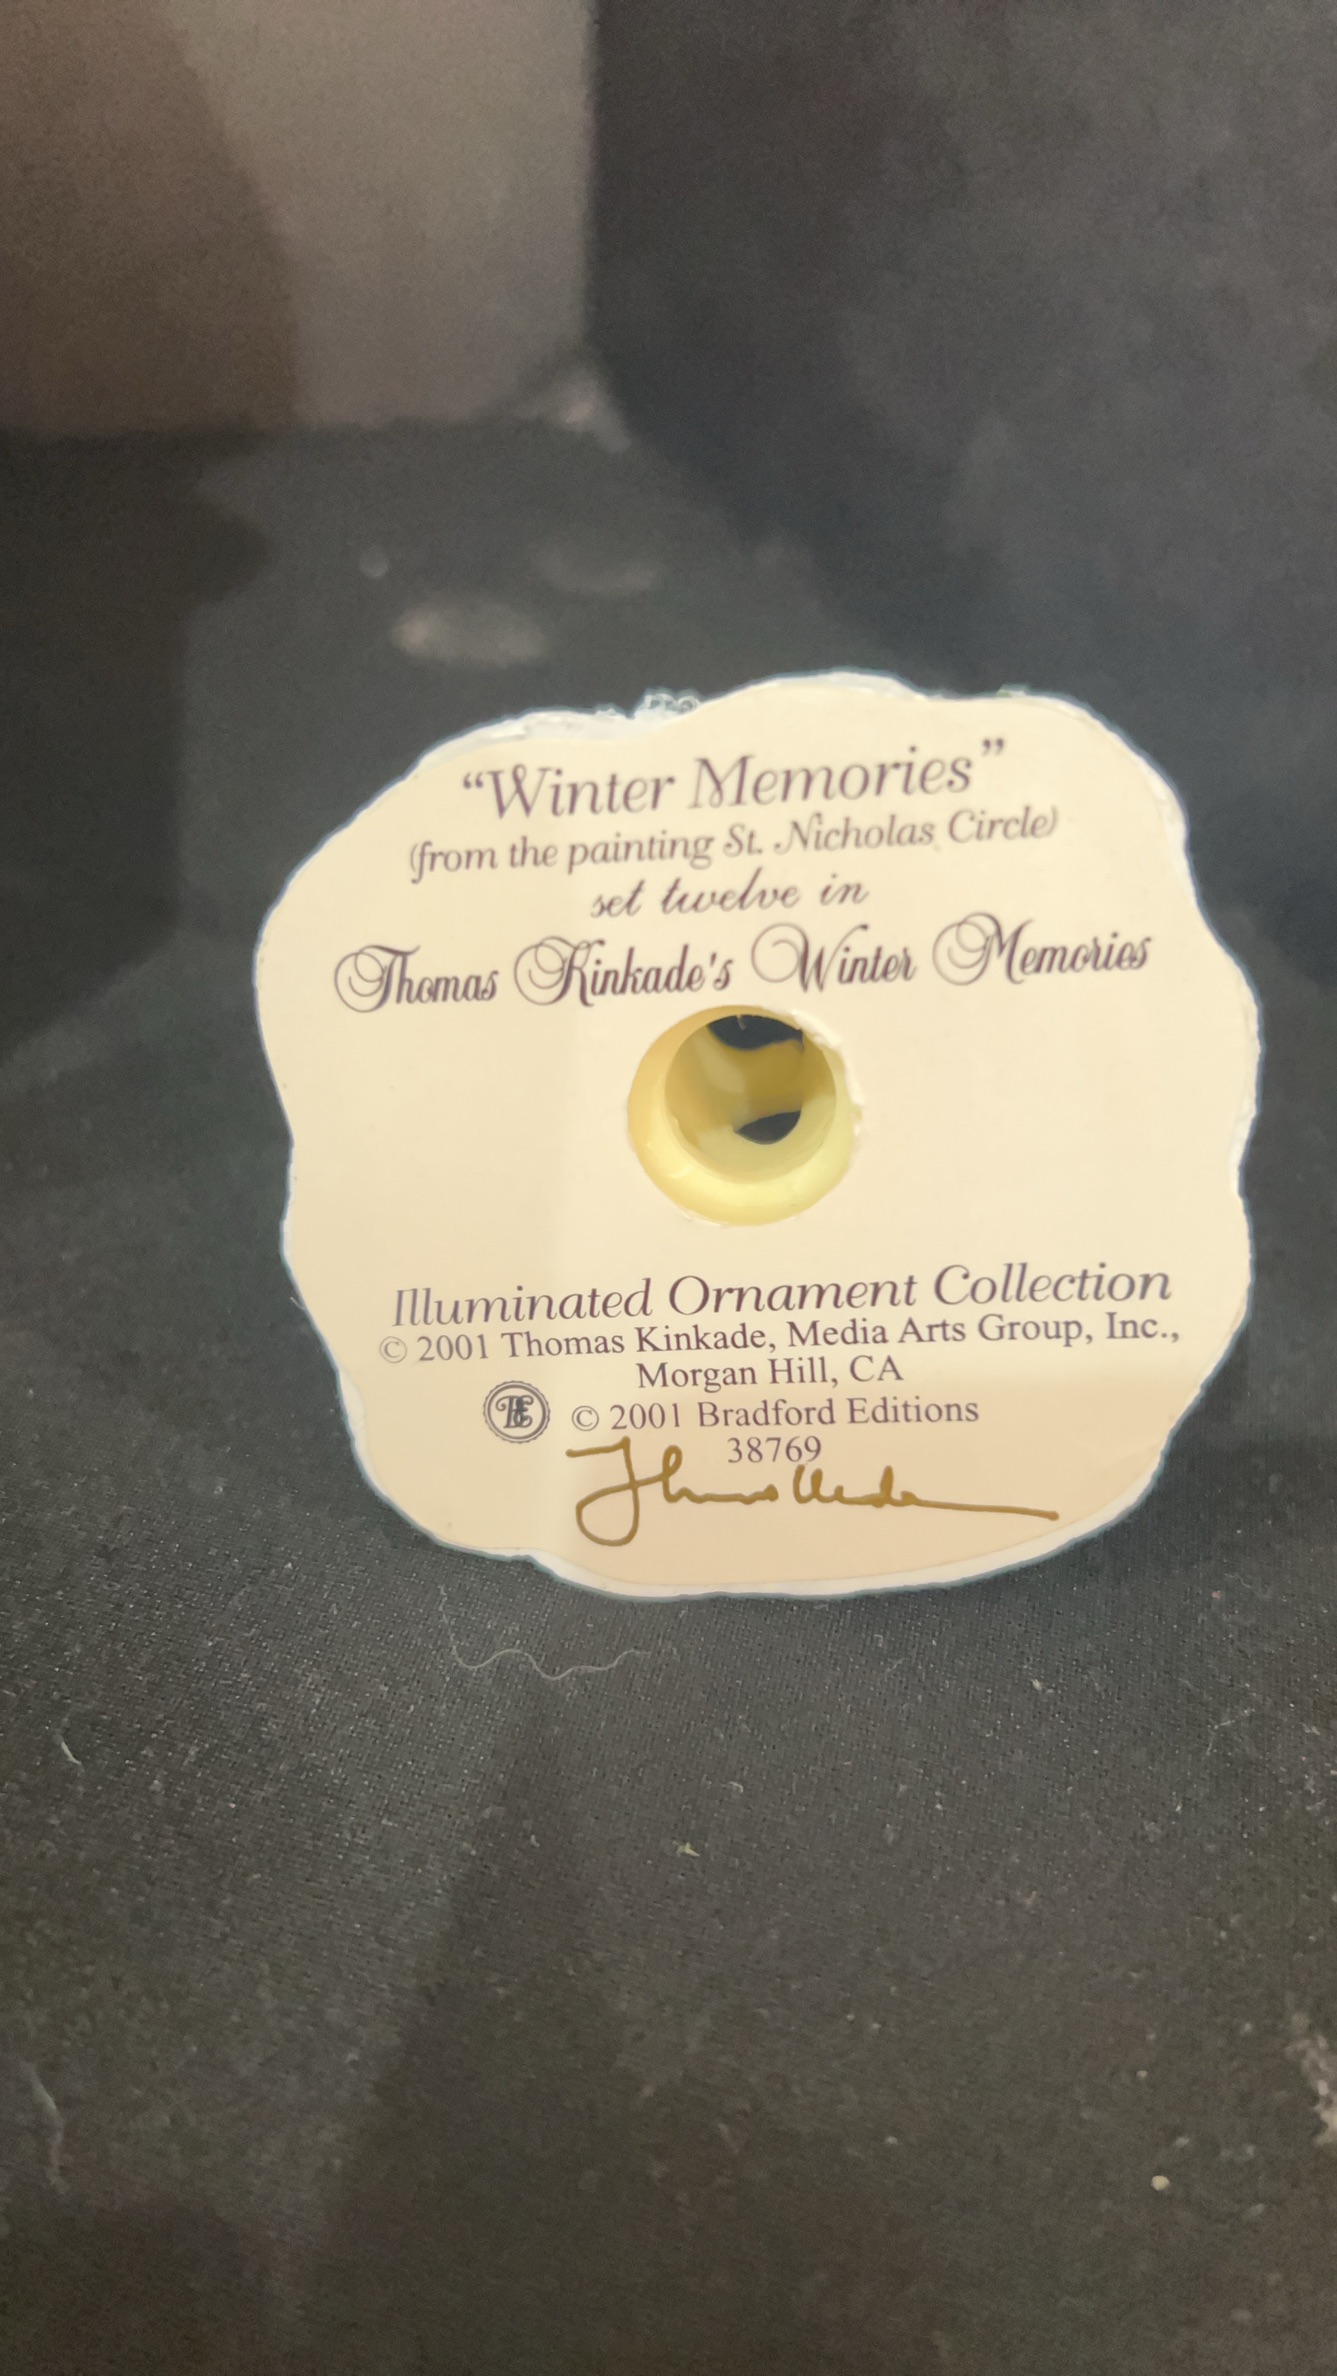 “Winter Memories”
(from the painting St. Nicholas Circle)
set twelve in
Thomas Kinkade's Winter Memories
Illuminated Ornament Collection
© 2001 Thomas Kinkade, Media Arts Group, Inc.,
Morgan Hill, CA
BE © 2001 Bradford Editions
38769